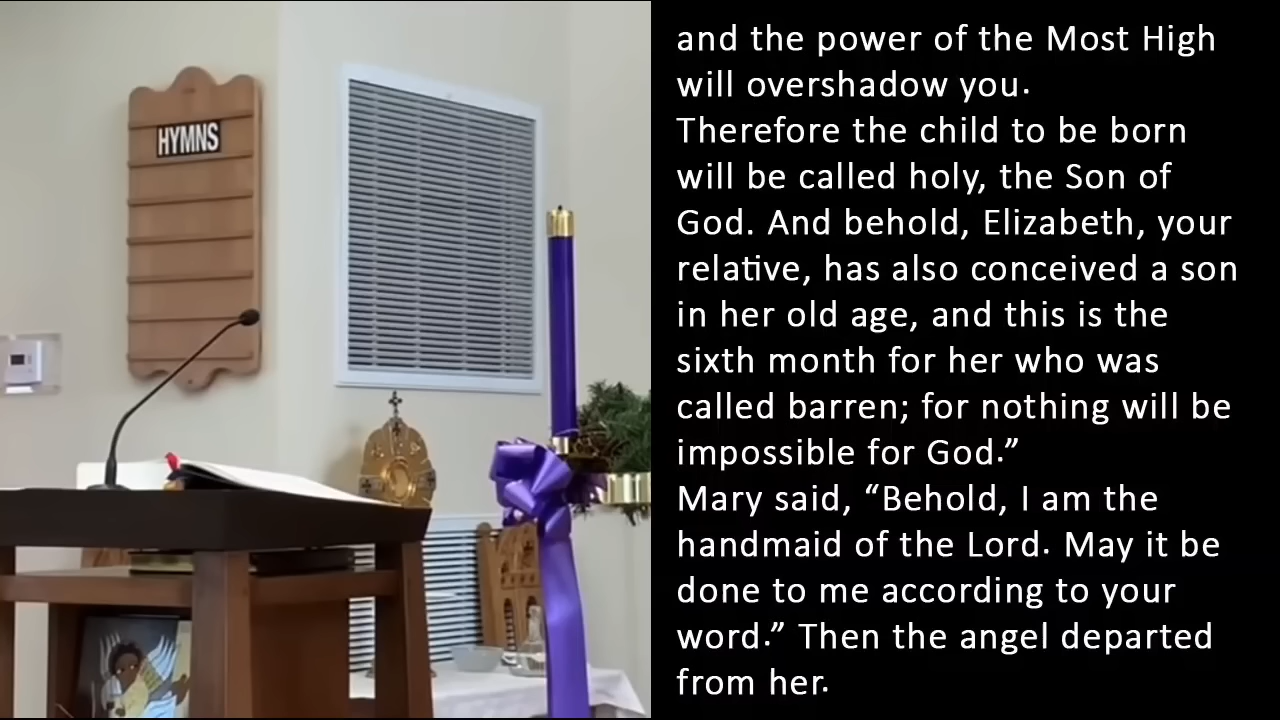 HYMNS
and the power of the Most High
will overshadow you.
Therefore the child to be born
will be called holy, the Son of
God. And behold, Elizabeth, your
relative, has also conceived a son
in her old age, and this is the
sixth month for her who was
called barren; for nothing will be
impossible for God.”
Mary said, “Behold, I am the
handmaid of the Lord. May it be
done to me according to your
word.” Then the angel departed
from her.